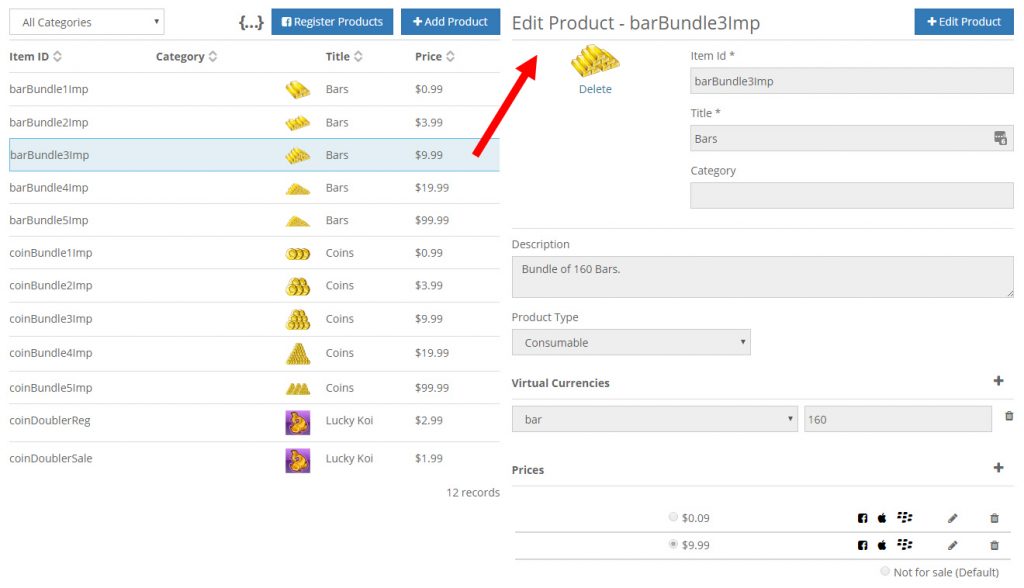 All Categories
{...}
Register Products
Add Product
Item ID Category Title Price
barBundle1Imp Bars $0.99
barBundle2Imp Bars $3.99
barBundle3Imp Bars $9.99
barBundle4Imp Bars $19.99
barBundle5Imp Bars $99.99
coinBundle1Imp Coins $0.99
coinBundle2Imp Coins $3.99
coinBundle3Imp Coins $9.99
coinBundle4Imp Coins $19.99
coinBundle5Imp Coins $99.99
coinDoublerReg Lucky Koi $2.99
coinDoublerSale Lucky Koi $1.99
12 records
Edit Product - barBundle3Imp
Edit Product
Delete
Item Id *
barBundle3Imp
Title *
Bars
Category
Description
Bundle of 160 Bars.
Product Type
Consumable
Virtual Currencies
bar 160
Prices
$0.09
$9.99
Not for sale (Default)